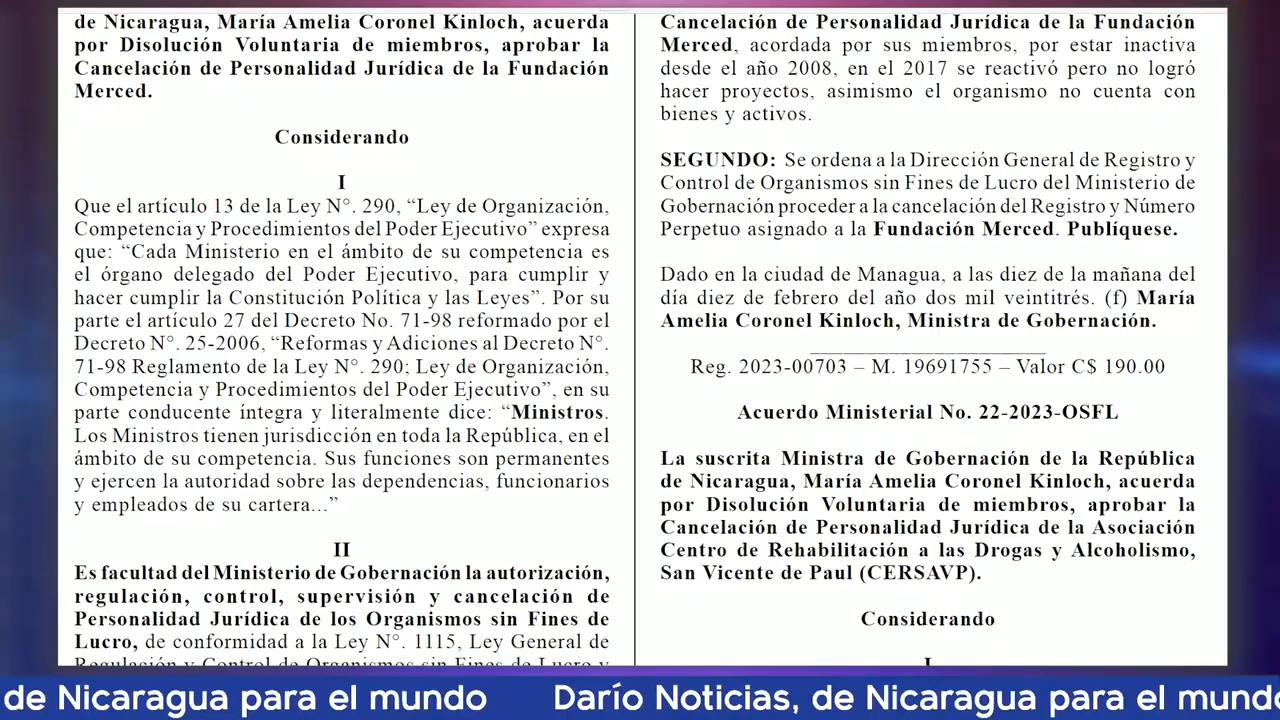 de Nicaragua, María Amelia Coronel Kinloch, acuerda
por Disolución Voluntaria de miembros, aprobar la
Cancelación de Personalidad Jurídica de la Fundación
Merced.
Considerando
I
Que el artículo 13 de la Ley N°. 290, “Ley de Organización,
Competencia y Procedimientos del Poder Ejecutivo” expresa
que: “Cada Ministerio en el ámbito de su competencia es
el órgano delegado del Poder Ejecutivo, para cumplir y
hacer cumplir la Constitución Política y las Leyes”. Por su
parte el artículo 27 del Decreto No. 71-98 reformado por el
Decreto N°. 25-2006, “Reformas y Adiciones al Decreto N°.
71-98 Reglamento de la Ley N°. 290; Ley de Organización,
Competencia y Procedimientos del Poder Ejecutivo”, en su
parte conducente íntegra y literalmente dice: “Ministros.
Los Ministros tienen jurisdicción en toda la República, en el
ámbito de su competencia. Sus funciones son permanentes
y ejercen la autoridad sobre las dependencias, funcionarios
y empleados de su cartera...”
II
Es facultad del Ministerio de Gobernación la autorización,
regulación, control, supervisión y cancelación de
Personalidad Jurídica de los Organismos sin Fines de
Lucro, de conformidad a la Ley N°. 1115, Ley General de
Regulación y Control de Organismos sin Fines de Lucro y
Cancelación de Personalidad Jurídica de la Fundación
Merced, acordada por sus miembros, por estar inactiva
desde el año 2008, en el 2017 se reactivó pero no logró
hacer proyectos, asimismo el organismo no cuenta con
bienes y activos.
SEGUNDO: Se ordena a la Dirección General de Registro y
Control de Organismos sin Fines de Lucro del Ministerio de
Gobernación proceder a la cancelación del Registro y Número
Perpetuo asignado a la Fundación Merced. Publíquese.
Dado en la ciudad de Managua, a las diez de la mañana del
día diez de febrero del año dos mil veintitrés. (f) María
Amelia Coronel Kinloch, Ministra de Gobernación.
Reg. 2023-00703 – M. 19691755 – Valor C$ 190.00
Acuerdo Ministerial No. 22-2023-OSFL
La suscrita Ministra de Gobernación de la República
de Nicaragua, María Amelia Coronel Kinloch, acuerda
por Disolución Voluntaria de miembros, aprobar la
Cancelación de Personalidad Jurídica de la Asociación
Centro de Rehabilitación a las Drogas y Alcoholismo,
San Vicente de Paul (CERSAVP).
Considerando
I
de Nicaragua para el mundo Darío Noticias, de Nicaragua para el mundo